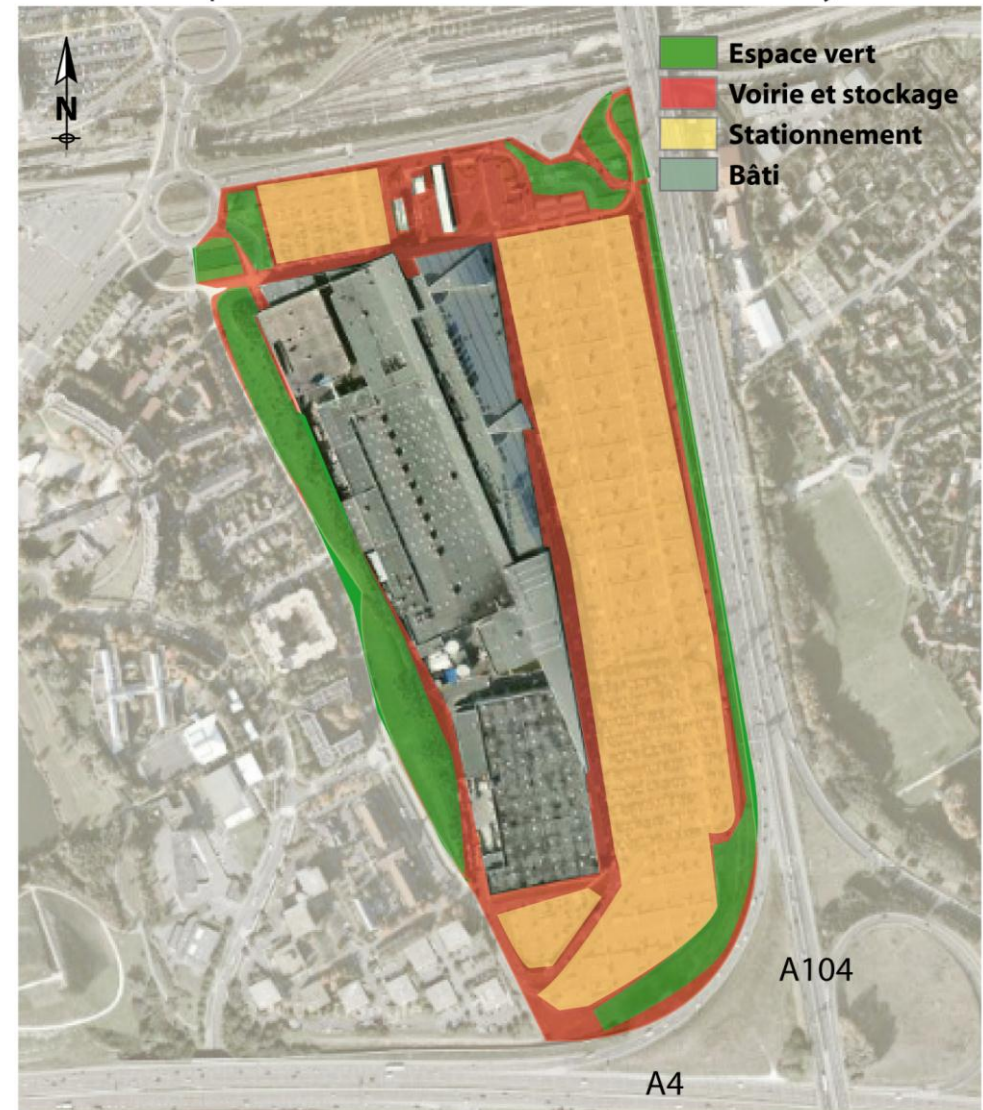 N
Espace vert
Voirie et stockage
Stationnement
Bâti
A104
A4